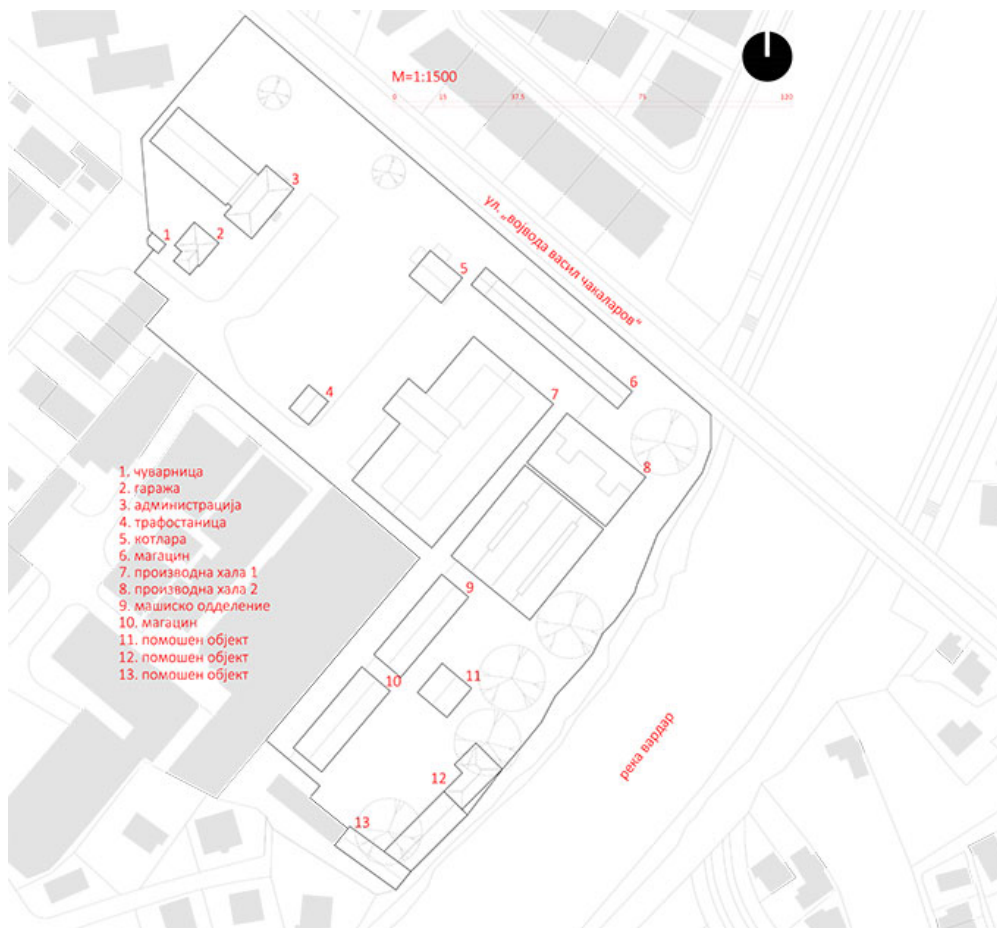 M=1:1500
0 15 37.5 75 120
ул. „војвода васил чакаларов“
1
2
3
4
5
6
7
8
9
10
11
12
13
1. чуварница
2. гаража
3. администрација
4. трафостаница
5. котлара
6. магацин
7. производна хала 1
8. производна хала 2
9. машиско одделение
10. магацин
11. помошен објект
12. помошен објект
13. помошен објект
река вардар